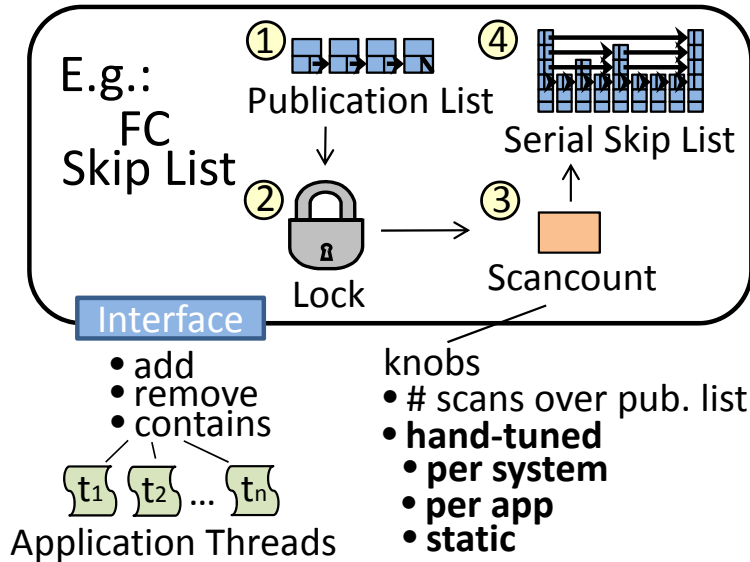 E.g.:
FC
Skip List
1
Publication List
2
Lock
3
Scancount
4
Serial Skip List
Interface
• add
• remove
• contains
t1 t2 ... tn
Application Threads
knobs
• # scans over pub. list
• hand-tuned
• per system
• per app
• static